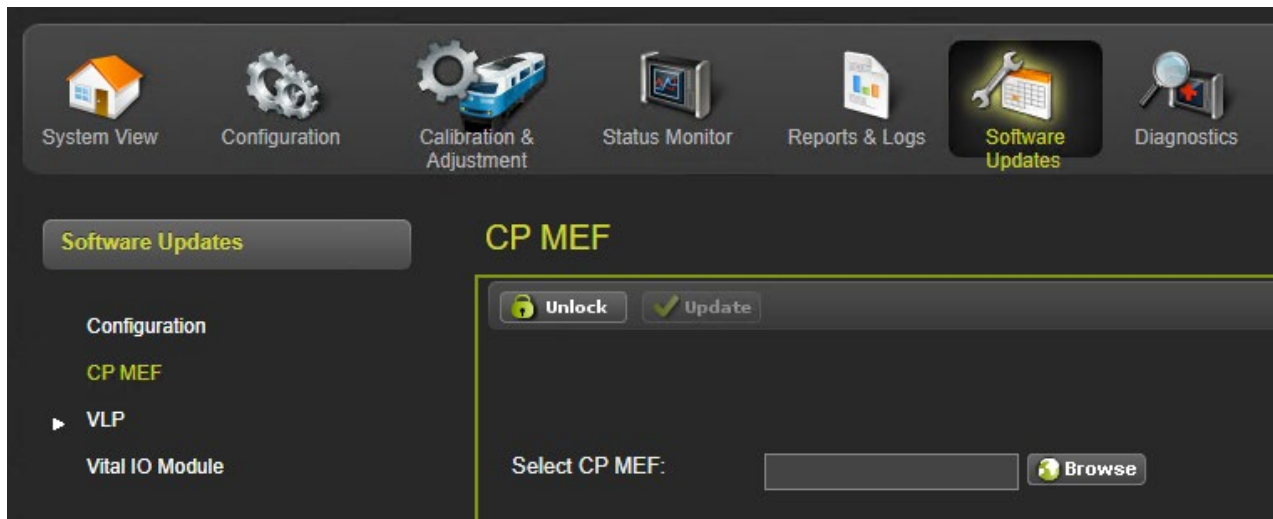 System View
Configuration
Calibration &
Adjustment
Status Monitor
Reports & Logs
Software
Updates
Diagnostics
Software Updates
Configuration
CP MEF
VLP
Vital IO Module
CP MEF
Unlock
Update
Select CP MEF:
Browse